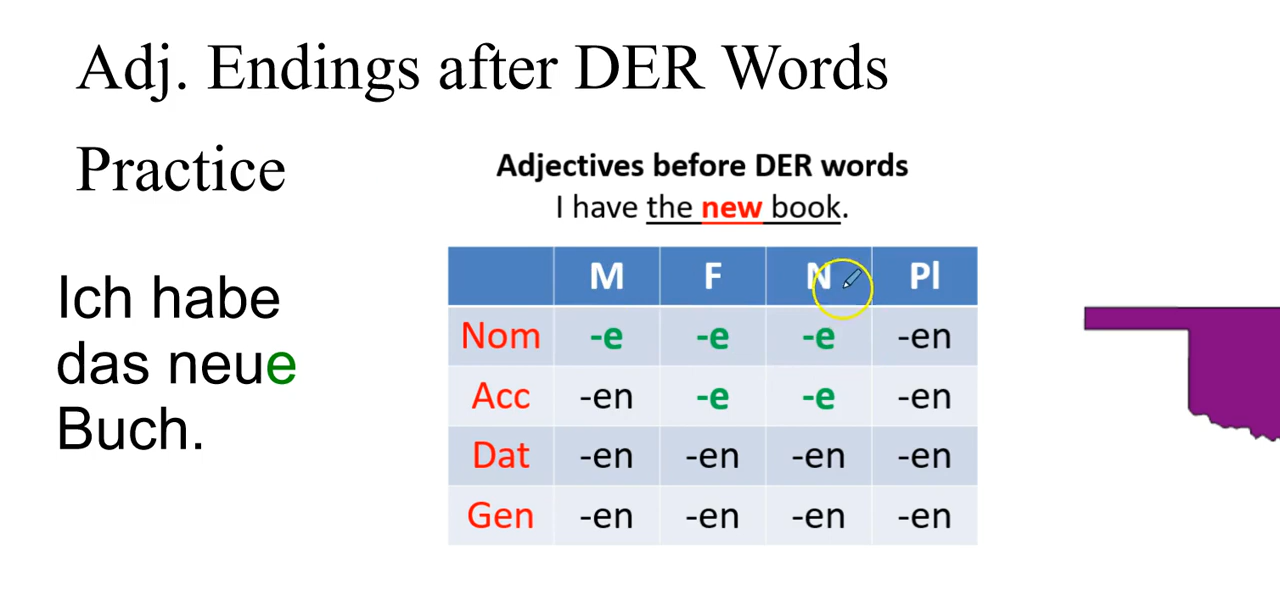 Adj. Endings after DER Words
Practice
Adjectives before DER words
I have the new book.
Ich habe
das neue
Buch.
M F N Pl
Nom -e -e -e -en
Acc -en -e -e -en
Dat -en -en -en -en
Gen -en -en -en -en